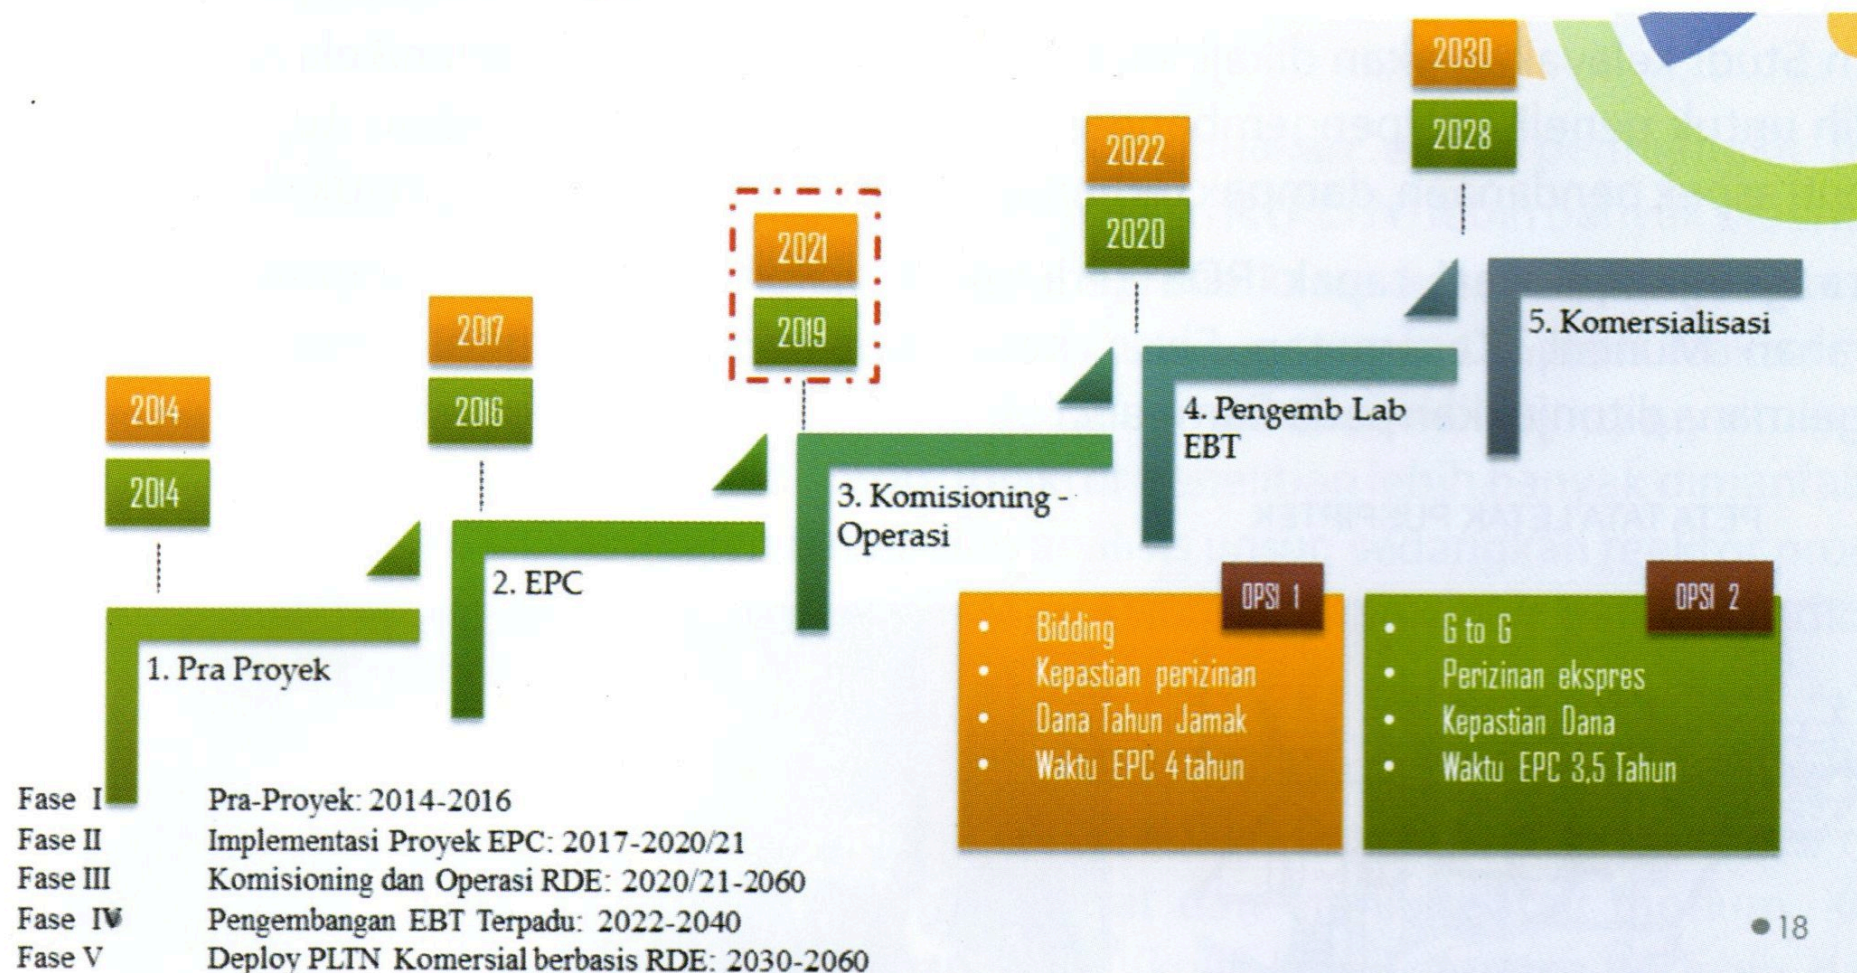 2030
2028
2022
2020
2021
2019
2017
2016
2014
2014
5. Komersialisasi
4. Pengemb Lab
EBT
3. Komisioning -
Operasi
2. EPC
1. Pra Proyek
OPSI 1
• Bidding
• Kepastian perizinan
• Dana Tahun Jamak
• Waktu EPC 4 tahun
OPSI 2
• G to G
• Perizinan ekspres
• Kepastian Dana
• Waktu EPC 3,5 Tahun
Fase I Pra-Proyek: 2014-2016
Fase II Implementasi Proyek EPC: 2017-2020/21
Fase III Komisioning dan Operasi RDE: 2020/21-2060
Fase IV Pengembangan EBT Terpadu: 2022-2040
Fase V Deploy PLTN Komersial berbasis RDE: 2030-2060
18